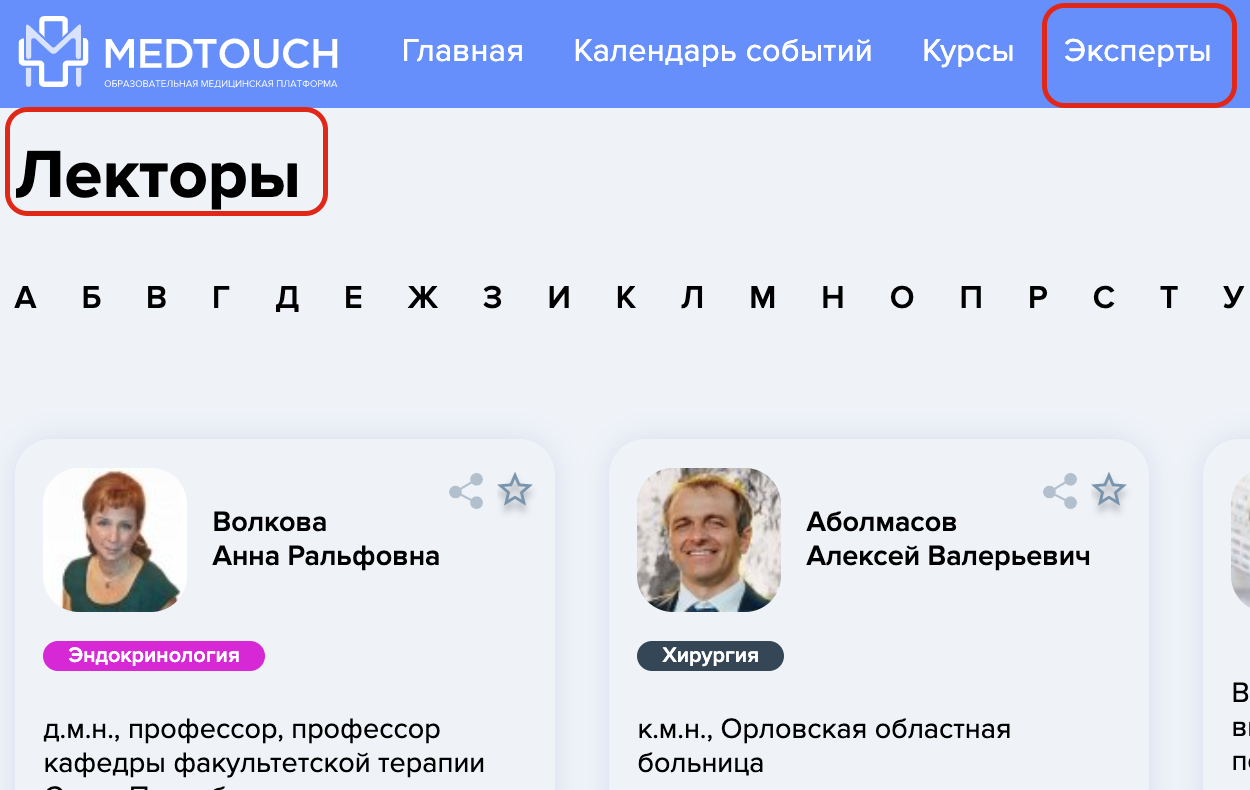 MEDTOUCH
ОБРАЗОВАТЕЛЬНАЯ МЕДИЦИНСКАЯ ПЛАТФОРМА
Главная Календарь событий Курсы Эксперты
Лекторы
А Б В Г Д Е Ж З И К Л М Н О П Р С Т У
Волкова
Анна Ральфовна
Эндокринология
д.м.н., профессор, профессор
кафедры факультетской терапии
Аболмасов
Алексей Валерьевич
Хирургия
к.м.н., Орловская областная
больница